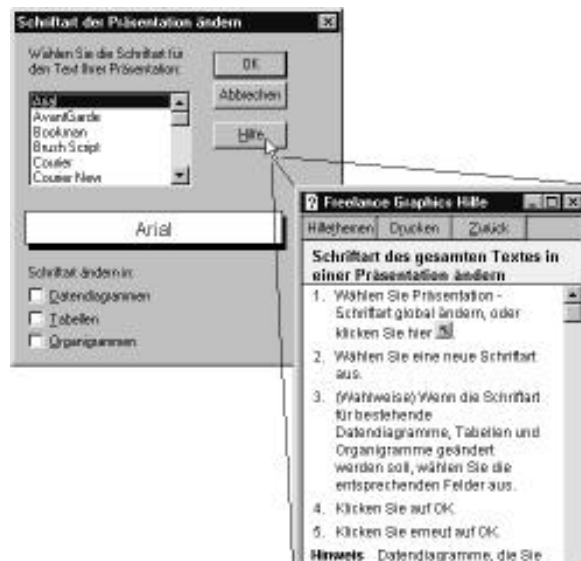 Schriftart der Präsentation ändern
Wählen Sie die Schriftart für
den Text Ihrer Präsentation:
OK
Abbrechen
Hilfe
Arial
AvantGarde
Bookman
Brush Script
Courier
Courier New
Arial
Schriftart ändern in:
Datendiagrammen
Tabellen
Organigrammen
Freelance Graphics Hilfe
Hilfethemen Drucken Zurück
Schriftart des gesamten Textes in
einer Präsentation ändern
1. Wählen Sie Präsentation -
Schriftart global ändern, oder
klicken Sie hier
2. Wählen Sie eine neue Schriftart
aus.
3. (Wahlweise) Wenn die Schriftart
für bestehende
Datendiagramme, Tabellen und
Organigramme geändert
werden soll, wählen Sie die
entsprechenden Felder aus.
4. Klicken Sie auf OK.
5. Klicken Sie erneut auf OK.
Hinweis Datendiagramme, die Sie